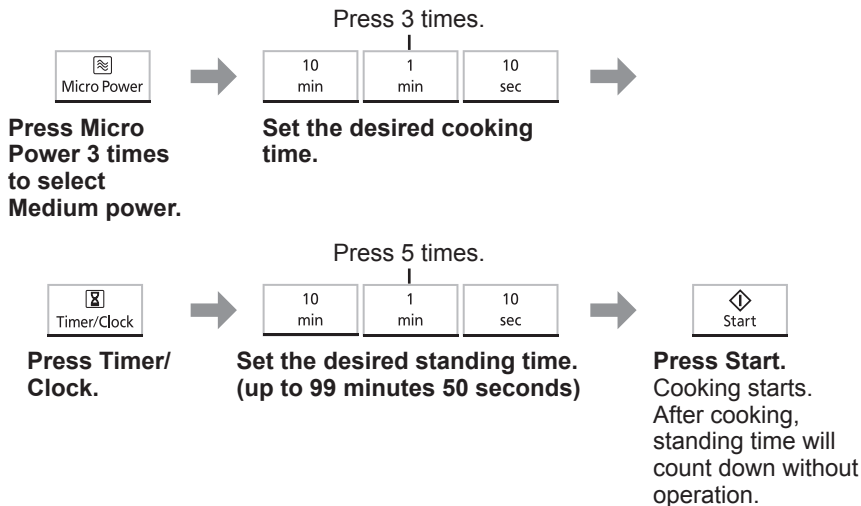 Press 3 times.
Micro Power
10
min
1
min
10
sec
Press Micro
Power 3 times
to select
Medium power.
Set the desired cooking
time.
Press 5 times.
Timer/Clock
10
min
1
min
10
sec
Start
Press Timer/
Clock.
Set the desired standing time.
(up to 99 minutes 50 seconds)
Press Start.
Cooking starts.
After cooking,
standing time will
count down without
operation.